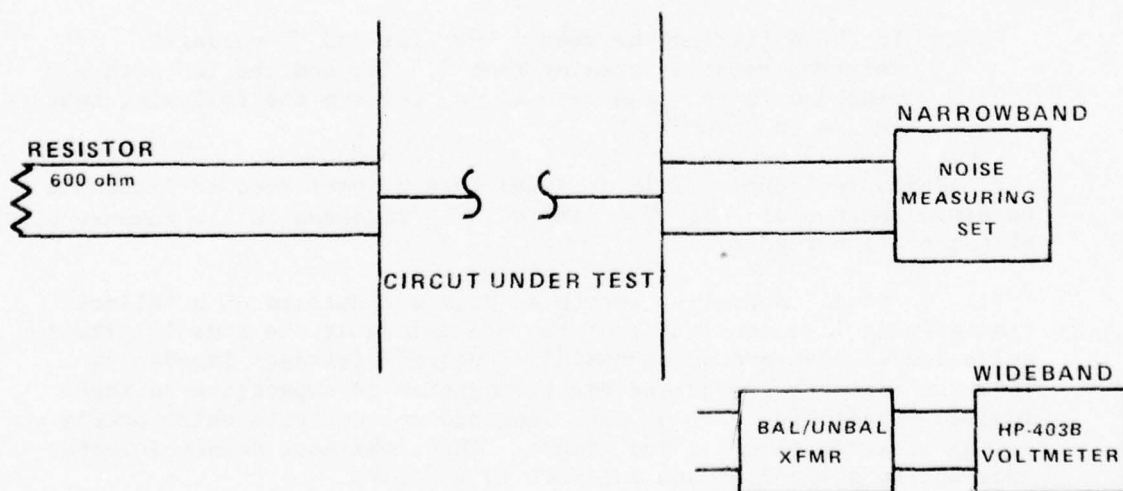 RESISTOR
600 ohm
CIRCUT UNDER TEST
NARROWBAND
NOISE
MEASURING
SET
WIDEBAND
BAL/UNBAL
XFMR
HP-403B
VOLTMETER